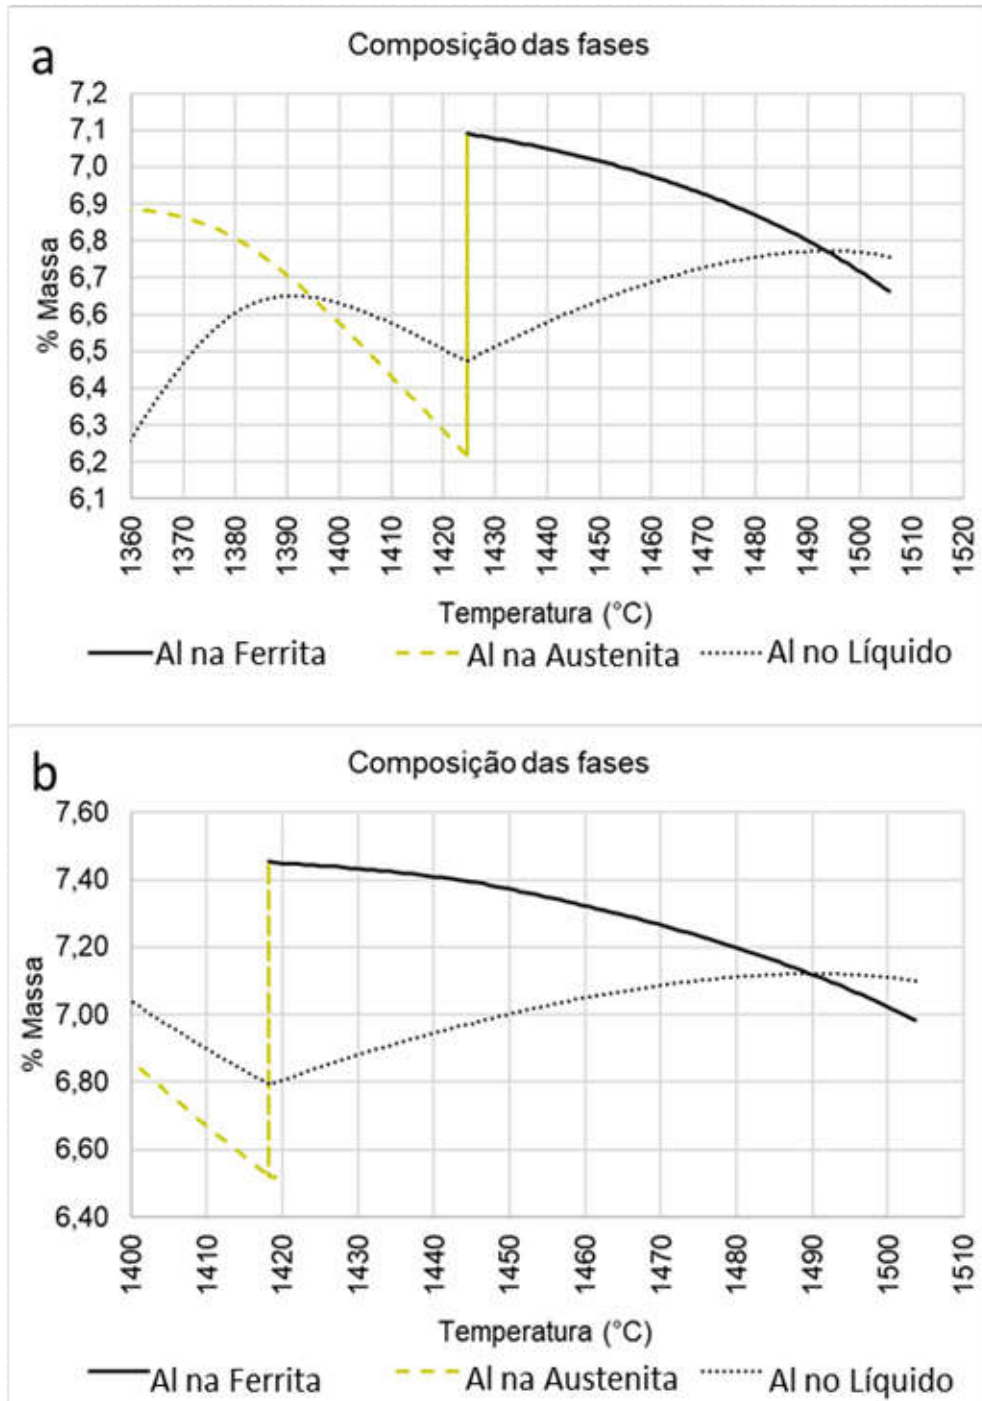 a
Composição das fases
% Massa
7,2
7,1
7,0
6,9
6,8
6,7
6,6
6,5
6,4
6,3
6,2
6,1
1360 1370 1380 1390 1400 1410 1420 1430 1440 1450 1460 1470 1480 1490 1500 1510 1520
Temperatura (°C)
Al na Ferrita Al na Austenita Al no Líquido
b
Composição das fases
% Massa
7,60
7,40
7,20
7,00
6,80
6,60
6,40
1400 1410 1420 1430 1440 1450 1460 1470 1480 1490 1500 1510
Temperatura (°C)
Al na Ferrita Al na Austenita Al no Líquido